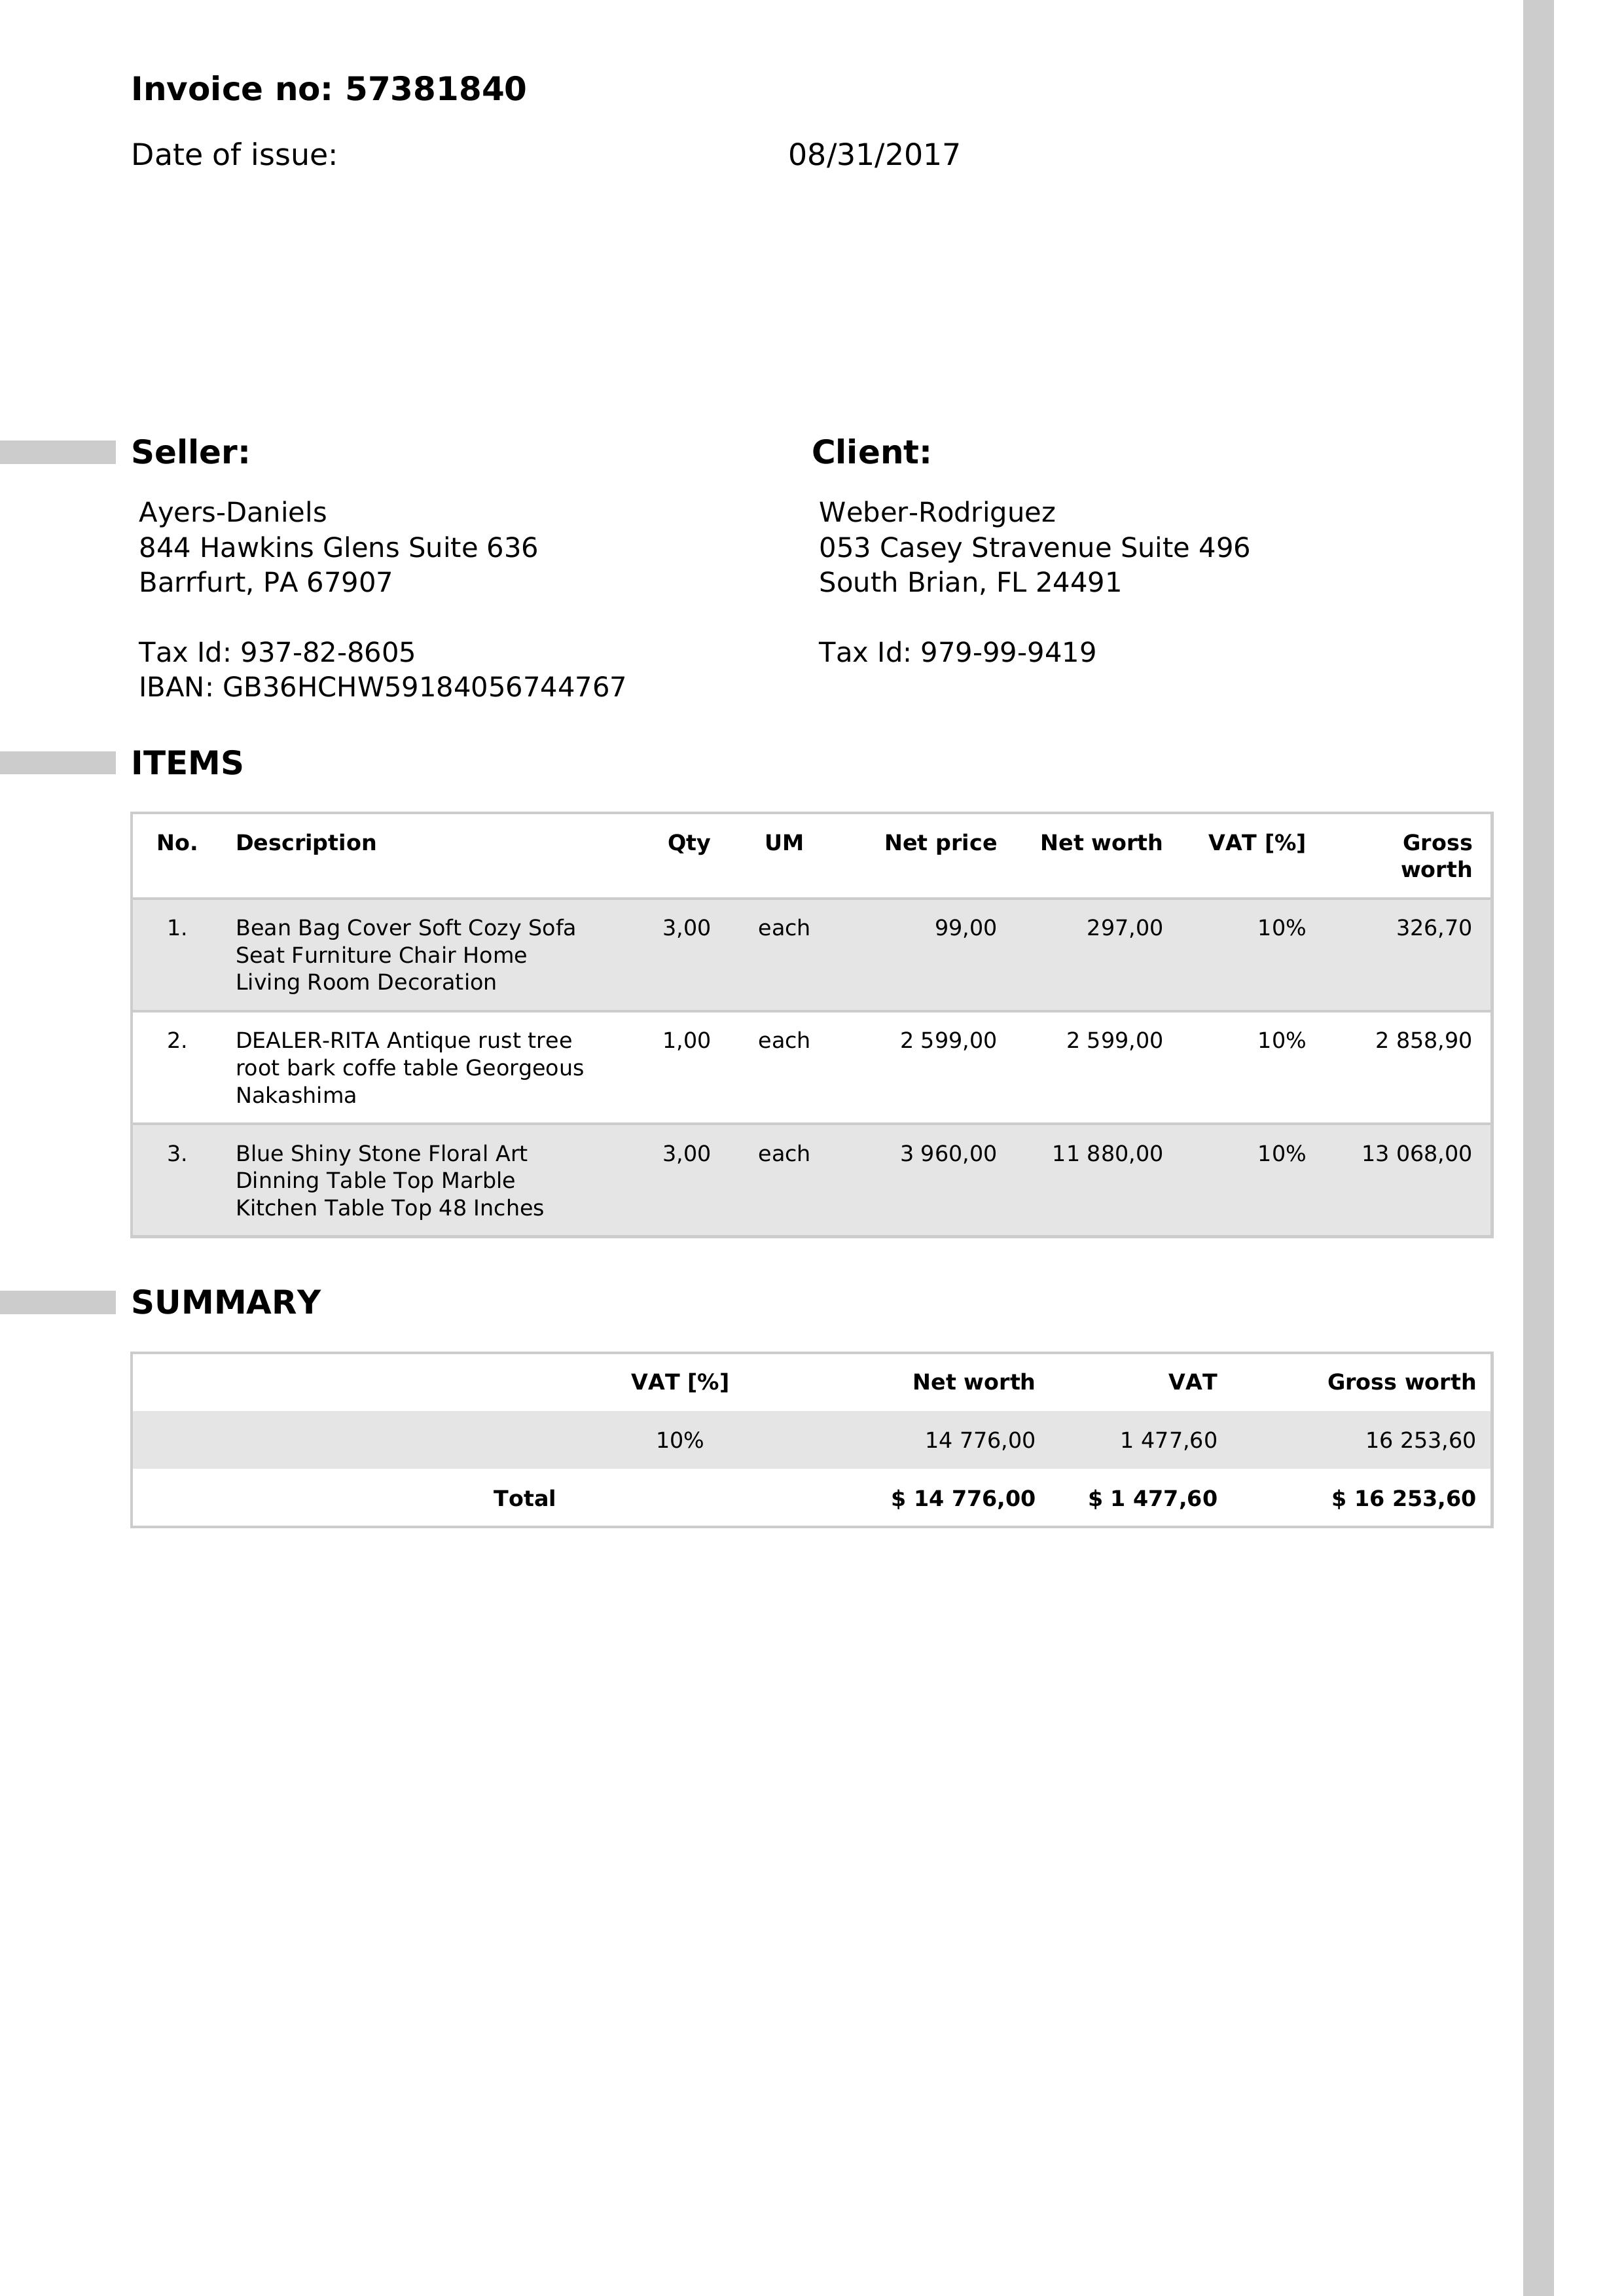 Invoice no: 57381840
Date of issue: 08/31/2017
Seller:
Ayers-Daniels
844 Hawkins Glens Suite 636
Barrfurt, PA 67907
Tax Id: 937-82-8605
IBAN: GB36HCHW59184056744767
Client:
Weber-Rodriguez
053 Casey Stravenue Suite 496
South Brian, FL 24491
Tax Id: 979-99-9419
ITEMS
No. Description Qty UM Net price Net worth VAT [%] Gross
worth
1. Bean Bag Cover Soft Cozy Sofa 3,00 each 99,00 297,00 10% 326,70
Seat Furniture Chair Home
Living Room Decoration
2. DEALER-RITA Antique rust tree 1,00 each 2 599,00 2 599,00 10% 2 858,90
root bark coffe table Georgeous
Nakashima
3. Blue Shiny Stone Floral Art 3,00 each 3 960,00 11 880,00 10% 13 068,00
Dinning Table Top Marble
Kitchen Table Top 48 Inches
SUMMARY
VAT [%] Net worth VAT Gross worth
10% 14 776,00 1 477,60 16 253,60
Total $ 14 776,00 $ 1 477,60 $ 16 253,60